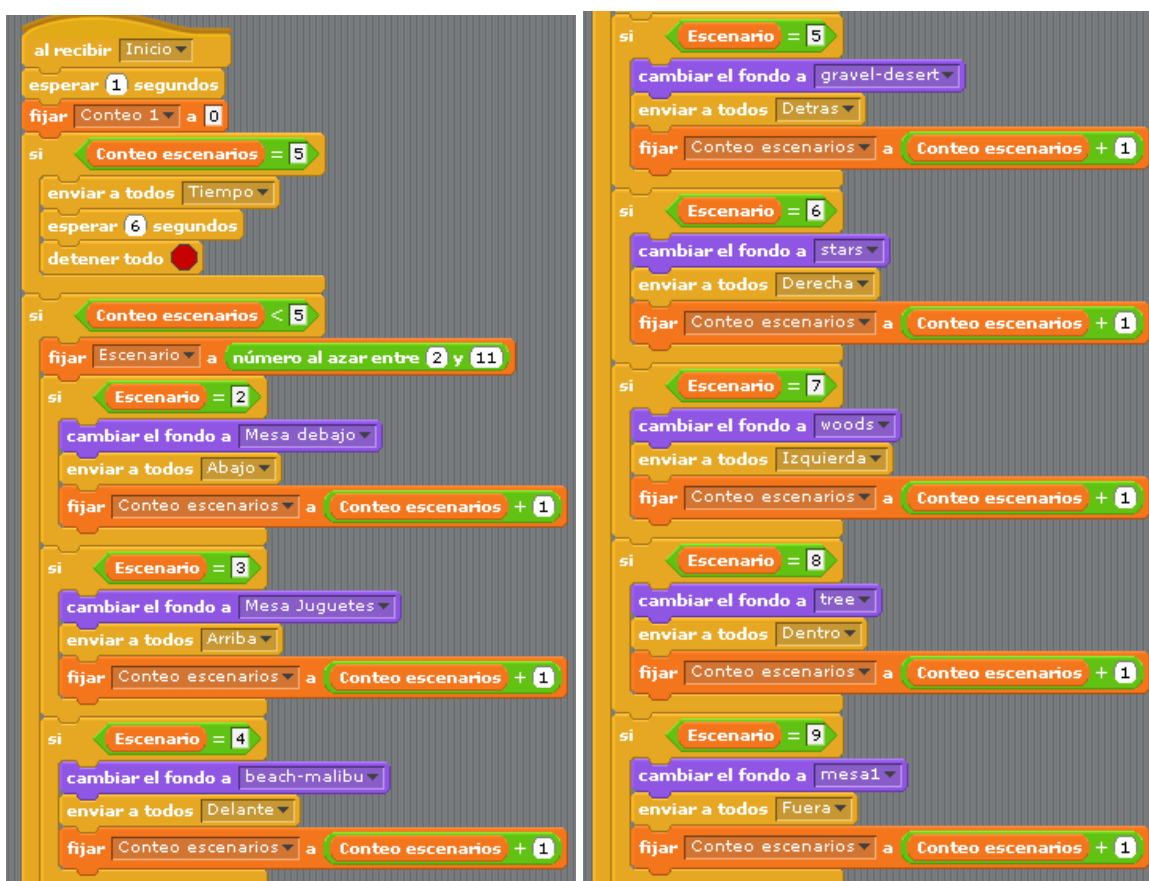 al recibir Inicio
esperar 1 segundos
fijar Conteo 1 a 0
si Conteo escenarios = 5
enviar a todos Tiempo
esperar 6 segundos
detener todo
si Conteo escenarios < 5
fijar Escenario a número al azar entre 2 y 11
si Escenario = 2
cambiar el fondo a Mesa debajo
enviar a todos Abajo
fijar Conteo escenarios a Conteo escenarios + 1
si Escenario = 3
cambiar el fondo a Mesa Juguetes
enviar a todos Arriba
fijar Conteo escenarios a Conteo escenarios + 1
si Escenario = 4
cambiar el fondo a beach-malibu
enviar a todos Delante
fijar Conteo escenarios a Conteo escenarios + 1
si Escenario = 5
cambiar el fondo a gravel-desert
enviar a todos Detras
fijar Conteo escenarios a Conteo escenarios + 1
si Escenario = 6
cambiar el fondo a stars
enviar a todos Derecha
fijar Conteo escenarios a Conteo escenarios + 1
si Escenario = 7
cambiar el fondo a woods
enviar a todos Izquierda
fijar Conteo escenarios a Conteo escenarios + 1
si Escenario = 8
cambiar el fondo a tree
enviar a todos Dentro
fijar Conteo escenarios a Conteo escenarios + 1
si Escenario = 9
cambiar el fondo a mesa1
enviar a todos Fuera
fijar Conteo escenarios a Conteo escenarios + 1